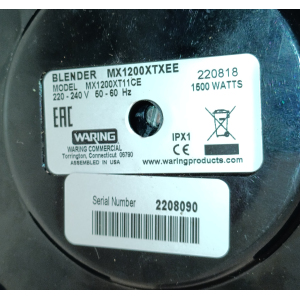 BLENDER MX1200XTXEE 220818
MODEL MX1200XT11CE 1500 WATTS
220 - 240 V 50 - 60 Hz
EAC
WARING
IPX1
WARING COMMERCIAL
Torrington, Connecticut 06790
ASSEMBLED IN USA
www.waringproducts.com
Serial Number 2208090